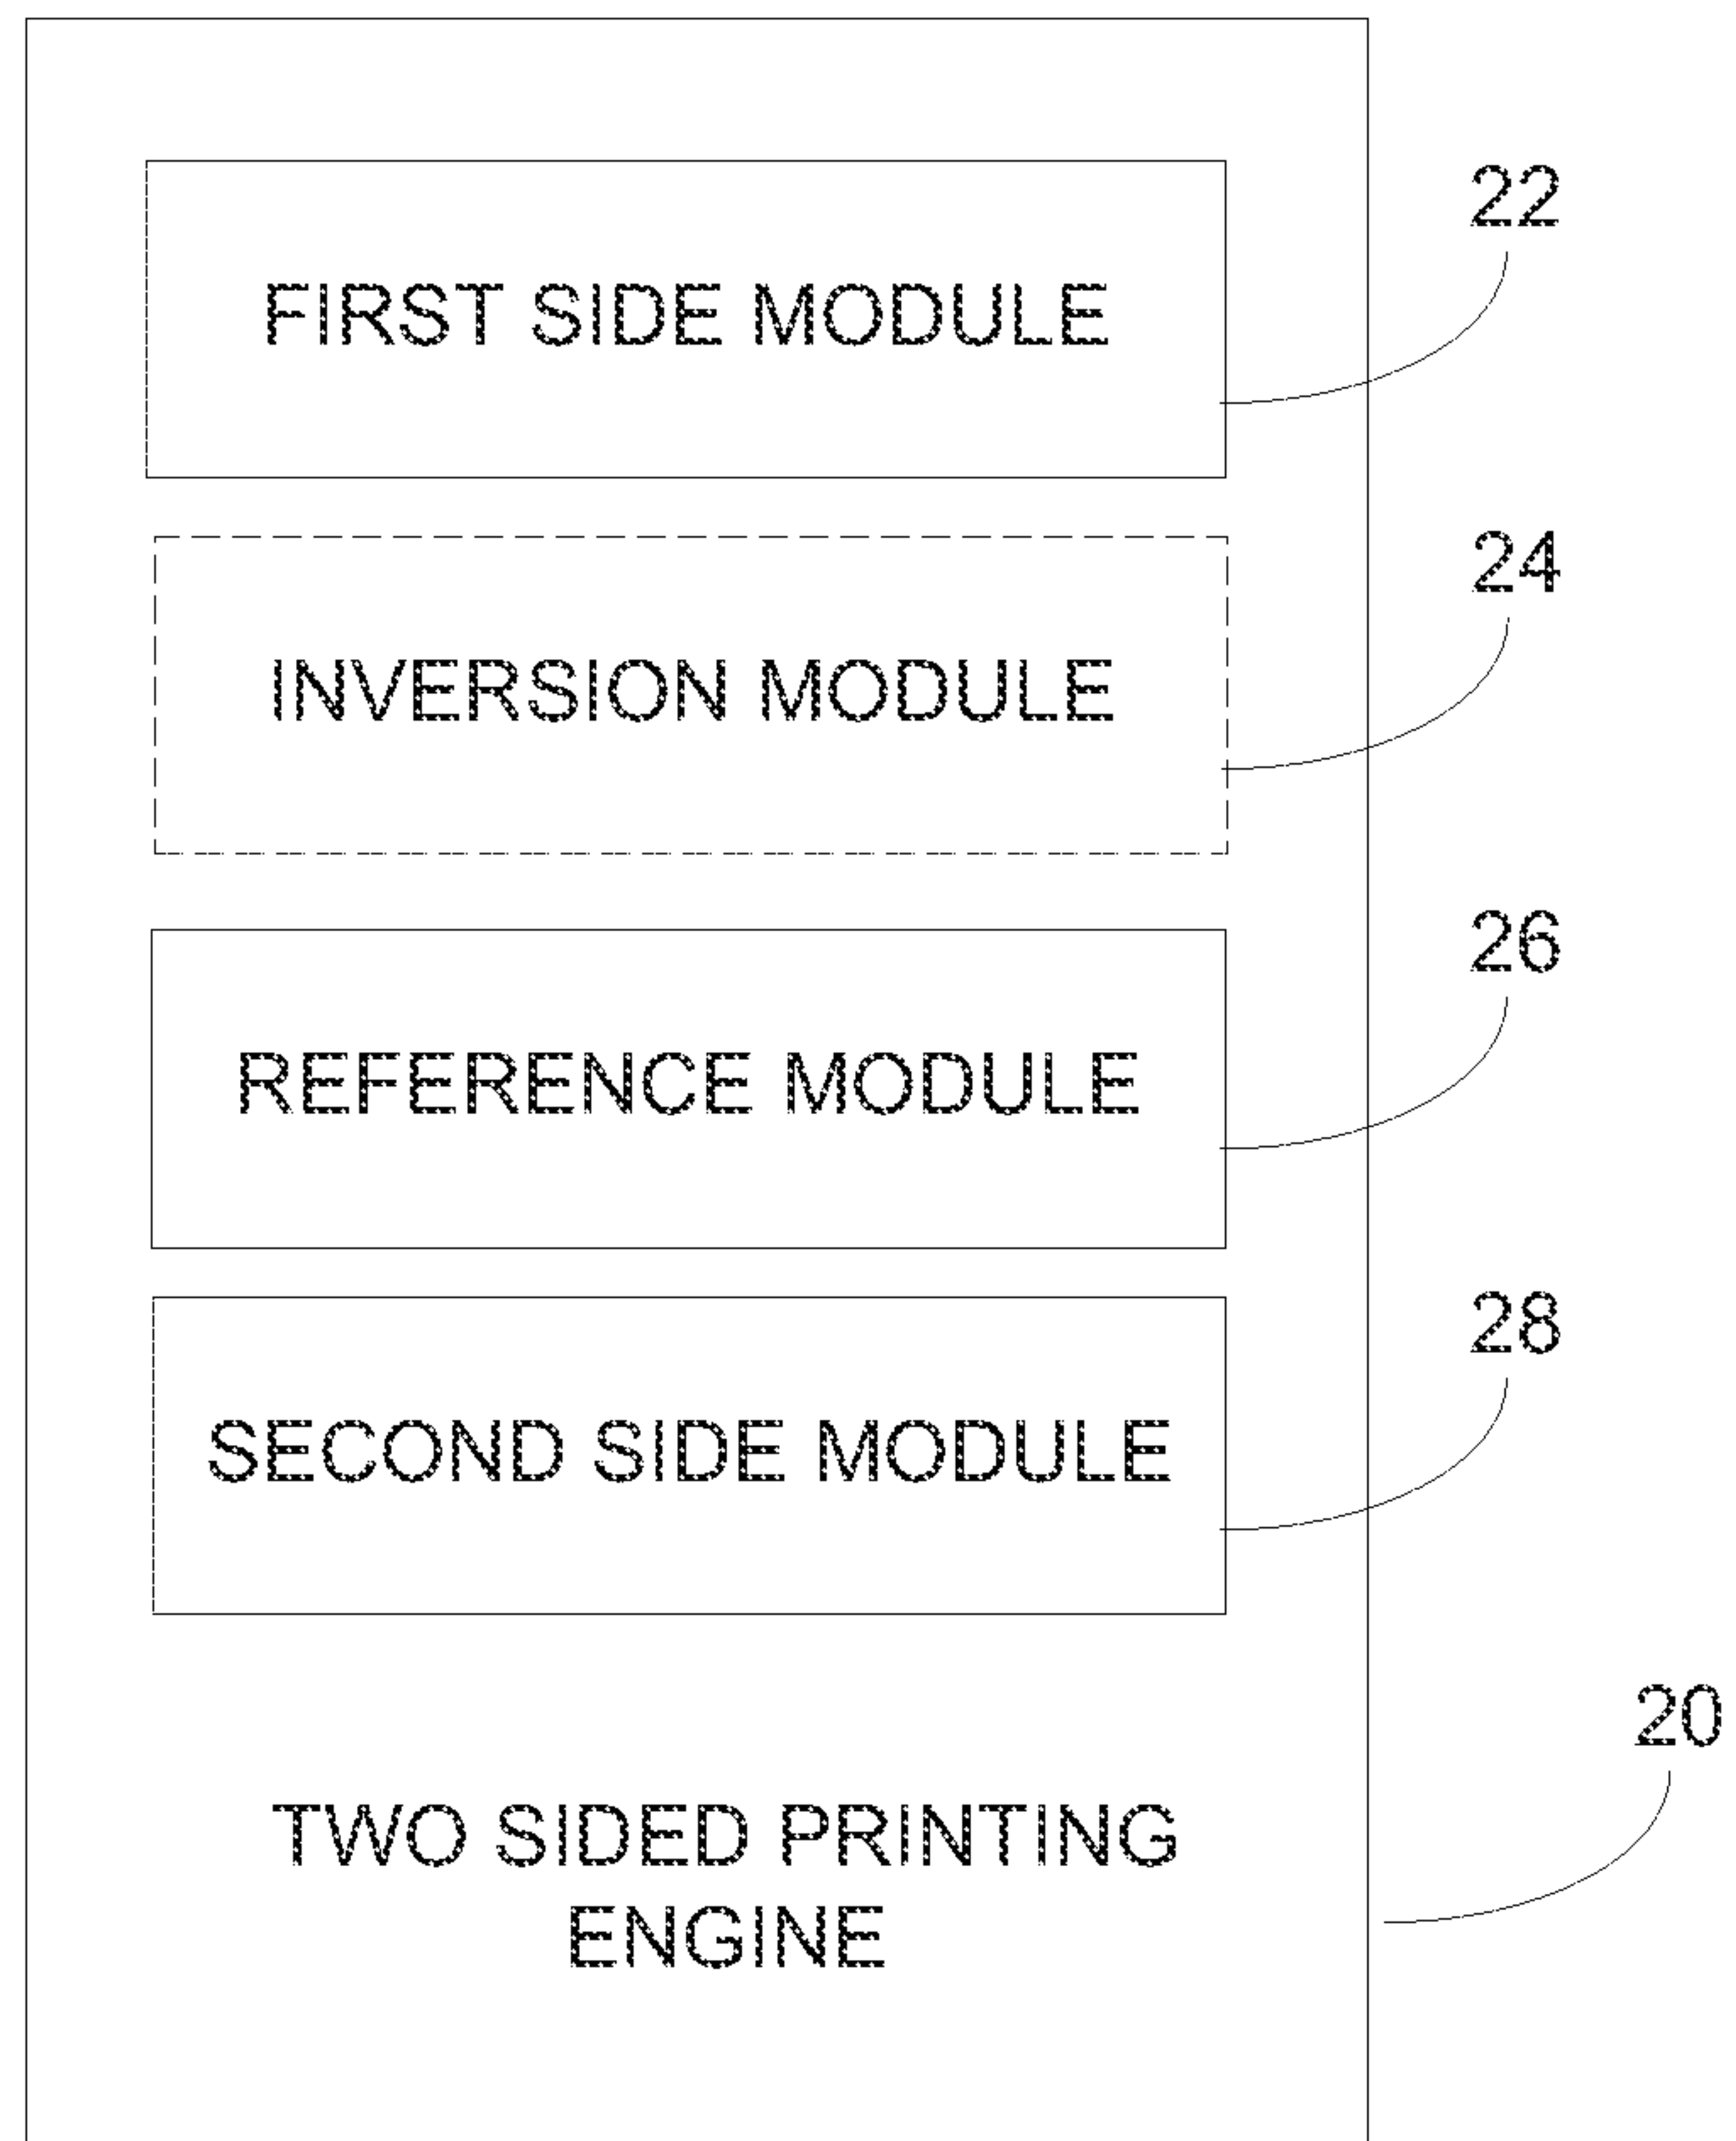 22
FIRST SIDE MODULE
24
INVERSION MODULE
26
REFERENCE MODULE
28
SECOND SIDE MODULE
20
TWO SIDED PRINTING
ENGINE